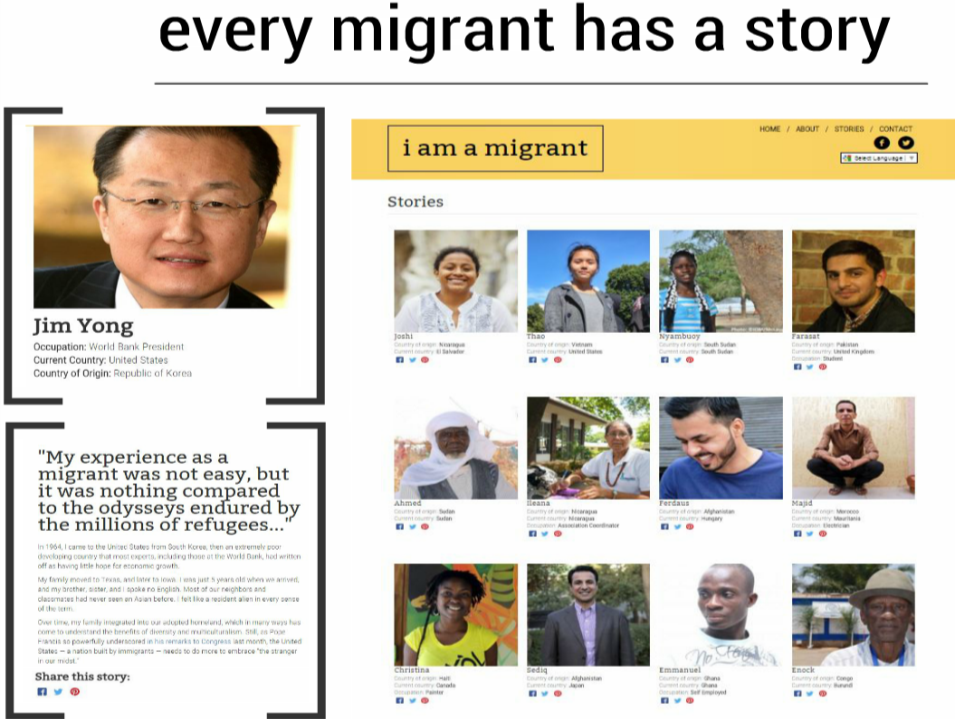 every migrant has a story
Jim Yong
Occupation: World Bank President
Current Country: United States
Country of Origin: Republic of Korea
"My experience as a
migrant was not easy, but
it was nothing compared
to the odysseys endured by
the millions of refugees..."
In 1964, I came to the United States from South Korea, then an extremely poor
developing country that most experts, including those at the World Bank, had written
off as having little hope for economic growth.
My family moved to Texas, and later to Iowa. I was just 5 years old when we arrived,
and my brother, sister, and I spoke no English. Most of our neighbors and
classmates had never seen an Asian before. I felt like a resident alien in every sense
of the term.
Over time, my family integrated into our adopted homeland, which in many ways has
come to understand the benefits of diversity and multiculturalism. Still, as Pope
Francis so powerfully underscored in his remarks to Congress last month, the United
States — a nation built by immigrants — needs to do more to embrace "the stranger
in our midst."
Share this story:
i am a migrant
HOME / ABOUT / STORIES / CONTACT
Select Language
Stories
Joshi
Country of origin: Nicaragua
Current country: El Salvador
Thao
Country of origin: Vietnam
Current country: United States
Nyambuoy
Country of origin: South Sudan
Current country: South Sudan
Farasat
Country of origin: Pakistan
Current country: United Kingdom
Occupation: Student
Ahmed
Country of origin: Sudan
Current country: Sudan
Ileana
Country of origin: Nicaragua
Current country: Nicaragua
Occupation: Association Coordinator
Ferdaus
Country of origin: Afghanistan
Current country: Hungary
Majid
Country of origin: Morocco
Current country: Mauritania
Occupation: Electrician
Christina
Country of origin: Haiti
Current country: Canada
Occupation: Painter
Sediq
Country of origin: Afghanistan
Current country: Japan
Emmanuel
Country of origin: Ghana
Current country: Ghana
Occupation: Self Employed
Enock
Country of origin: Congo
Current country: Burundi